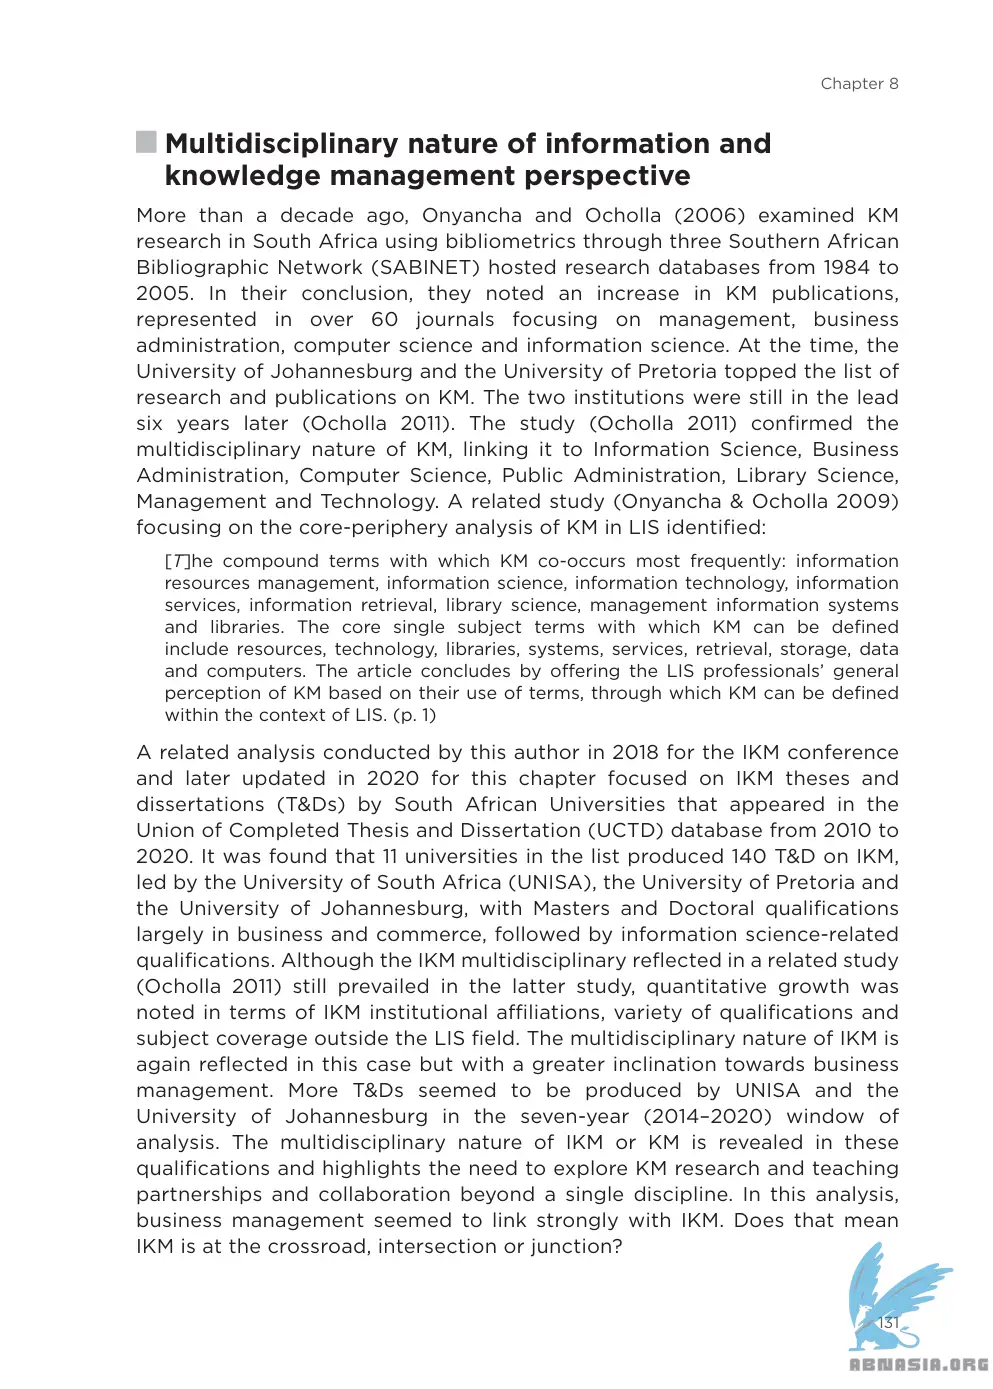 Chapter 8
Multidisciplinary nature of information and
knowledge management perspective
More than a decade ago, Onyancha and Ocholla (2006) examined KM
research in South Africa using bibliometrics through three Southern African
Bibliographic Network (SABINET) hosted research databases from 1984 to
2005. In their conclusion, they noted an increase in KM publications,
represented in over 60 journals focusing on management, business
administration, computer science and information science. At the time, the
University of Johannesburg and the University of Pretoria topped the list of
research and publications on KM. The two institutions were still in the lead
six years later (Ocholla 2011). The study (Ocholla 2011) confirmed the
multidisciplinary nature of KM, linking it to Information Science, Business
Administration, Computer Science, Public Administration, Library Science,
Management and Technology. A related study (Onyancha & Ocholla 2009)
focusing on the core-periphery analysis of KM in LIS identified:
[T]he compound terms with which KM co-occurs most frequently: information
resources management, information science, information technology, information
services, information retrieval, library science, management information systems
and libraries. The core single subject terms with which KM can be defined
include resources, technology, libraries, systems, services, retrieval, storage, data
and computers. The article concludes by offering the LIS professionals’ general
perception of KM based on their use of terms, through which KM can be defined
within the context of LIS. (p. 1)
A related analysis conducted by this author in 2018 for the IKM conference
and later updated in 2020 for this chapter focused on IKM theses and
dissertations (T&Ds) by South African Universities that appeared in the
Union of Completed Thesis and Dissertation (UCTD) database from 2010 to
2020. It was found that 11 universities in the list produced 140 T&D on IKM,
led by the University of South Africa (UNISA), the University of Pretoria and
the University of Johannesburg, with Masters and Doctoral qualifications
largely in business and commerce, followed by information science-related
qualifications. Although the IKM multidisciplinary reflected in a related study
(Ocholla 2011) still prevailed in the latter study, quantitative growth was
noted in terms of IKM institutional affiliations, variety of qualifications and
subject coverage outside the LIS field. The multidisciplinary nature of IKM is
again reflected in this case but with a greater inclination towards business
management. More T&Ds seemed to be produced by UNISA and the
University of Johannesburg in the seven-year (2014–2020) window of
analysis. The multidisciplinary nature of IKM or KM is revealed in these
qualifications and highlights the need to explore KM research and teaching
partnerships and collaboration beyond a single discipline. In this analysis,
business management seemed to link strongly with IKM. Does that mean
IKM is at the crossroad, intersection or junction?
131
ABNASIA.ORG